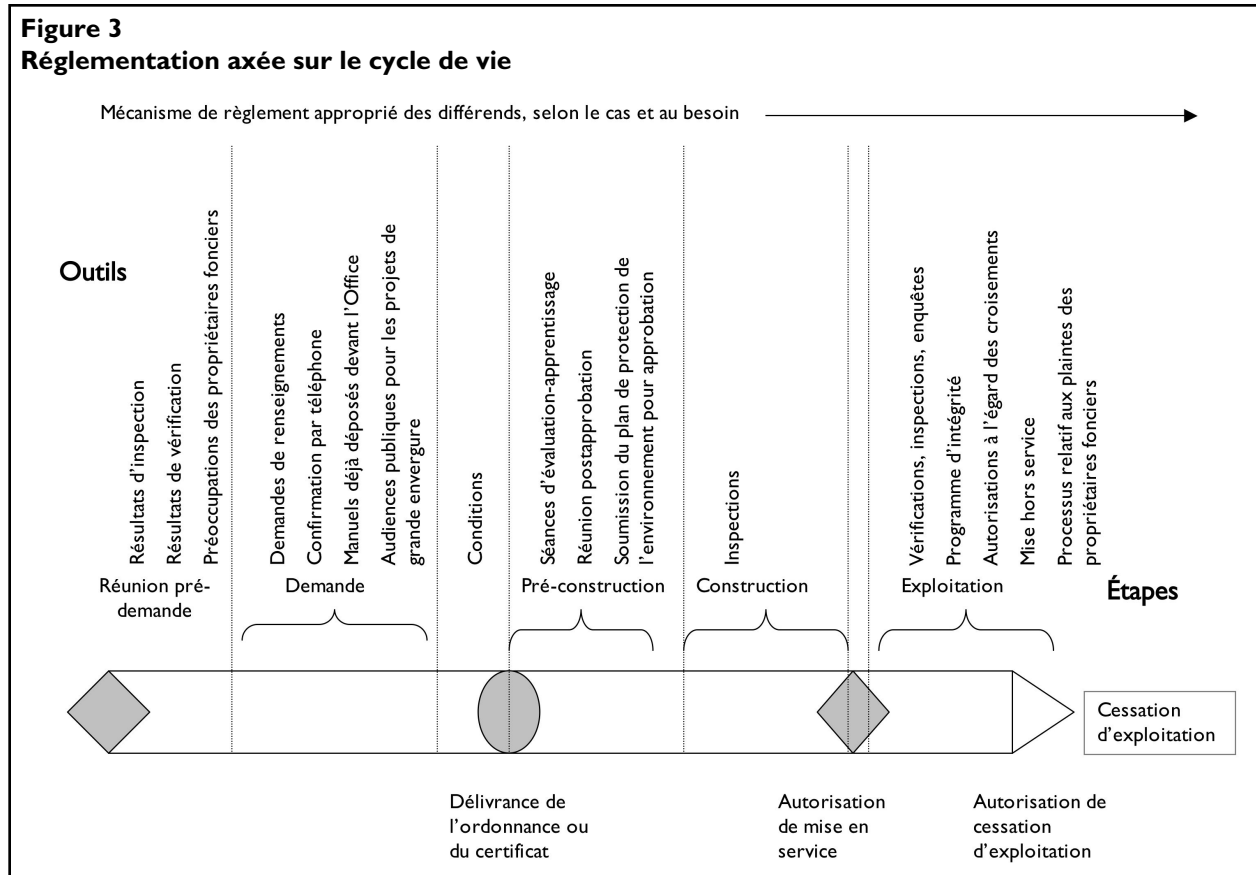 Figure 3
Réglementation axée sur le cycle de vie
Mécanisme de règlement approprié des différends, selon le cas et au besoin
Outils
Résultats d'inspection
Résultats de vérification
Préoccupations des propriétaires fonciers
Demandes de renseignements
Confirmation par téléphone
Manuels déjà déposés devant l'Office
Audiences publiques pour les projets de
grande envergure
Conditions
Séances d'évaluation-apprentissage
Réunion postapprobation
Soumission du plan de protection de
l'environnement pour approbation
Inspections
Vérifications, inspections, enquêtes
Programme d'intégrité
Autorisations à l'égard des croisements
Mise hors service
Processus relatif aux plaintes des
propriétaires fonciers
Réunion pré-
demande
Demande
Pré-construction
Construction
Exploitation
Étapes
Cessation
d'exploitation
Délivrance de
l'ordonnance ou
du certificat
Autorisation
de mise en
service
Autorisation de
cessation
d'exploitation